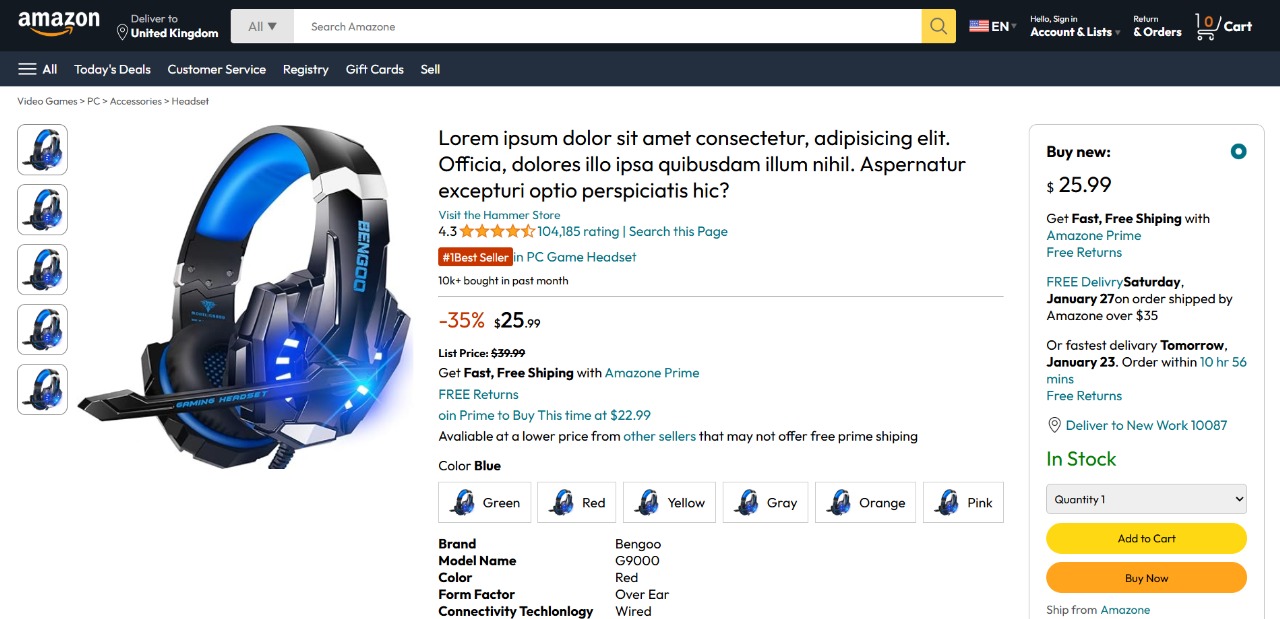 amazon
Deliver to
United Kingdom
All ▼
Search Amazone
EN
Hello, Sign in
Account & Lists
Return
& Orders
0
Cart
All
Today's Deals
Customer Service
Registry
Gift Cards
Sell
Video Games > PC > Accessories > Headset
BENGOO
GAMING HEADSET
Lorem ipsum dolor sit amet consectetur, adipisicing elit.
Officia, dolores illo ipsa quibusdam illum nihil. Aspernatur
excepturi optio perspiciatis hic?
Visit the Hammer Store
4.3 104,185 rating | Search this Page
#1Best Seller in PC Game Headset
10k+ bought in past month
-35% $25.99
List Price: $39.99
Get Fast, Free Shipping with Amazone Prime
FREE Returns
oin Prime to Buy This time at $22.99
Avaliable at a lower price from other sellers that may not offer free prime shiping
Color Blue
Green
Red
Yellow
Gray
Orange
Pink
Brand Bengoo
Model Name G9000
Color Red
Form Factor Over Ear
Connectivity Techlonlogy Wired
Buy new:
$ 25.99
Get Fast, Free Shipping with
Amazone Prime
Free Returns
FREE DelivrySaturday,
January 27on order shipped by
Amazone over $35
Or fastest delivery Tomorrow,
January 23. Order within 10 hr 56
mins
Free Returns
Deliver to New Work 10087
In Stock
Quantity 1
Add to Cart
Buy Now
Ship from Amazone